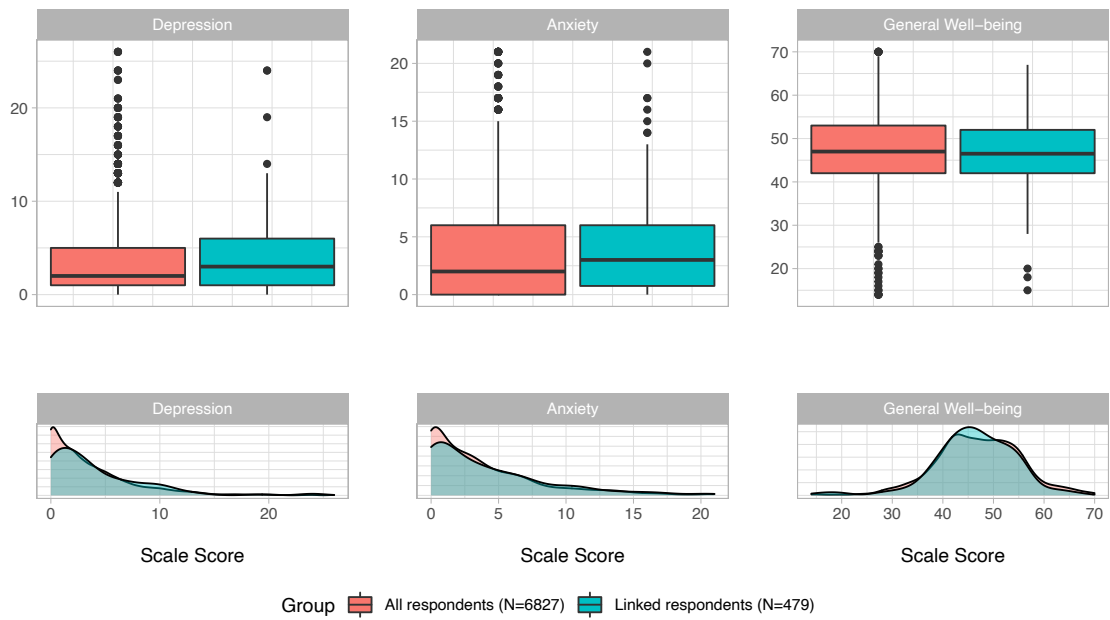 Depression
Anxiety
General Well−being
20
10
0
20
15
10
5
0
70
60
50
40
30
20
Depression
Anxiety
General Well−being
0 10 20
0 5 10 15 20
20 30 40 50 60 70
Scale Score
Scale Score
Scale Score
Group All respondents (N=6827) Linked respondents (N=479)